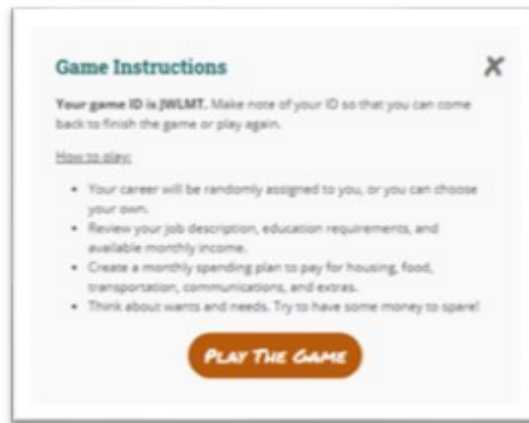 Game Instructions
Your game ID is JWLMT. Make note of your ID so that you can come
back to finish the game or play again.
How to play:
• Your career will be randomly assigned to you, or you can choose
your own.
• Review your job description, education requirements, and
available monthly income.
• Create a monthly spending plan to pay for housing, food,
transportation, communications, and extras.
• Think about wants and needs. Try to have some money to spare!
PLAY THE GAME